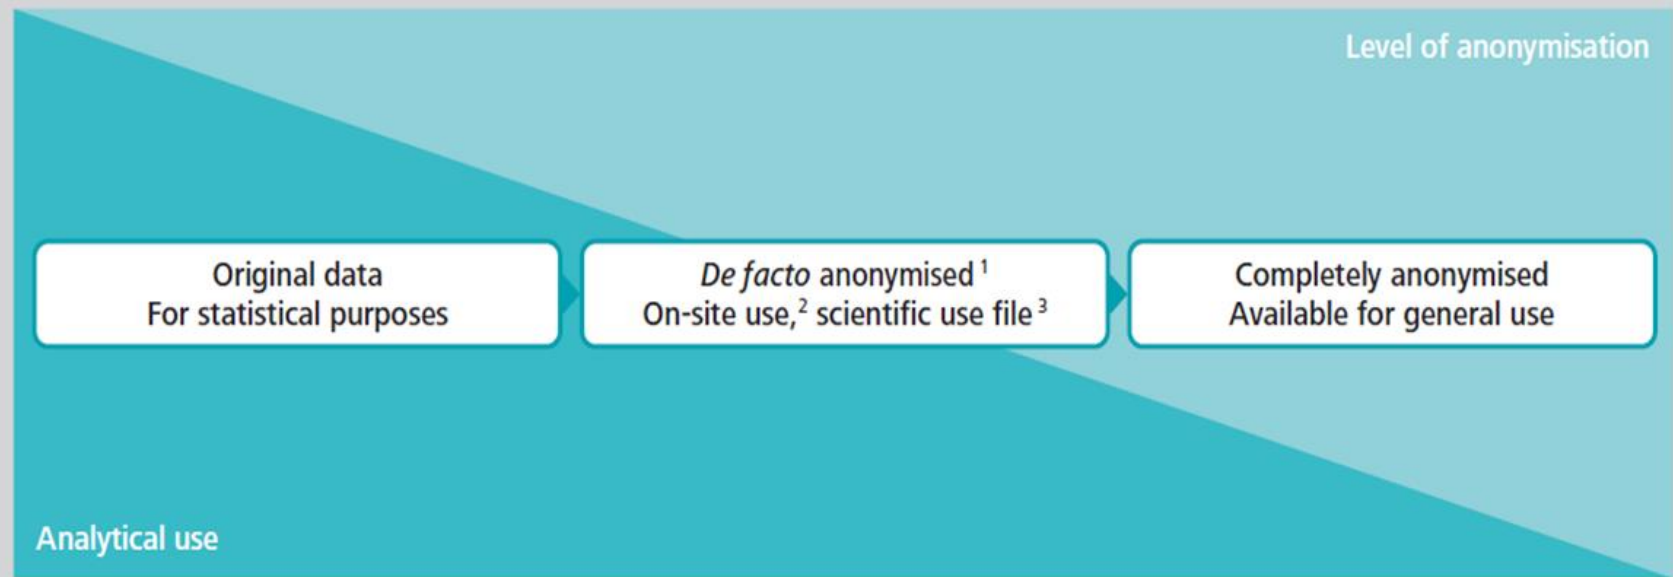 Level of anonymisation
Original data
For statistical purposes
De facto anonymised ¹
On-site use,² scientific use file ³
Completely anonymised
Available for general use
Analytical use